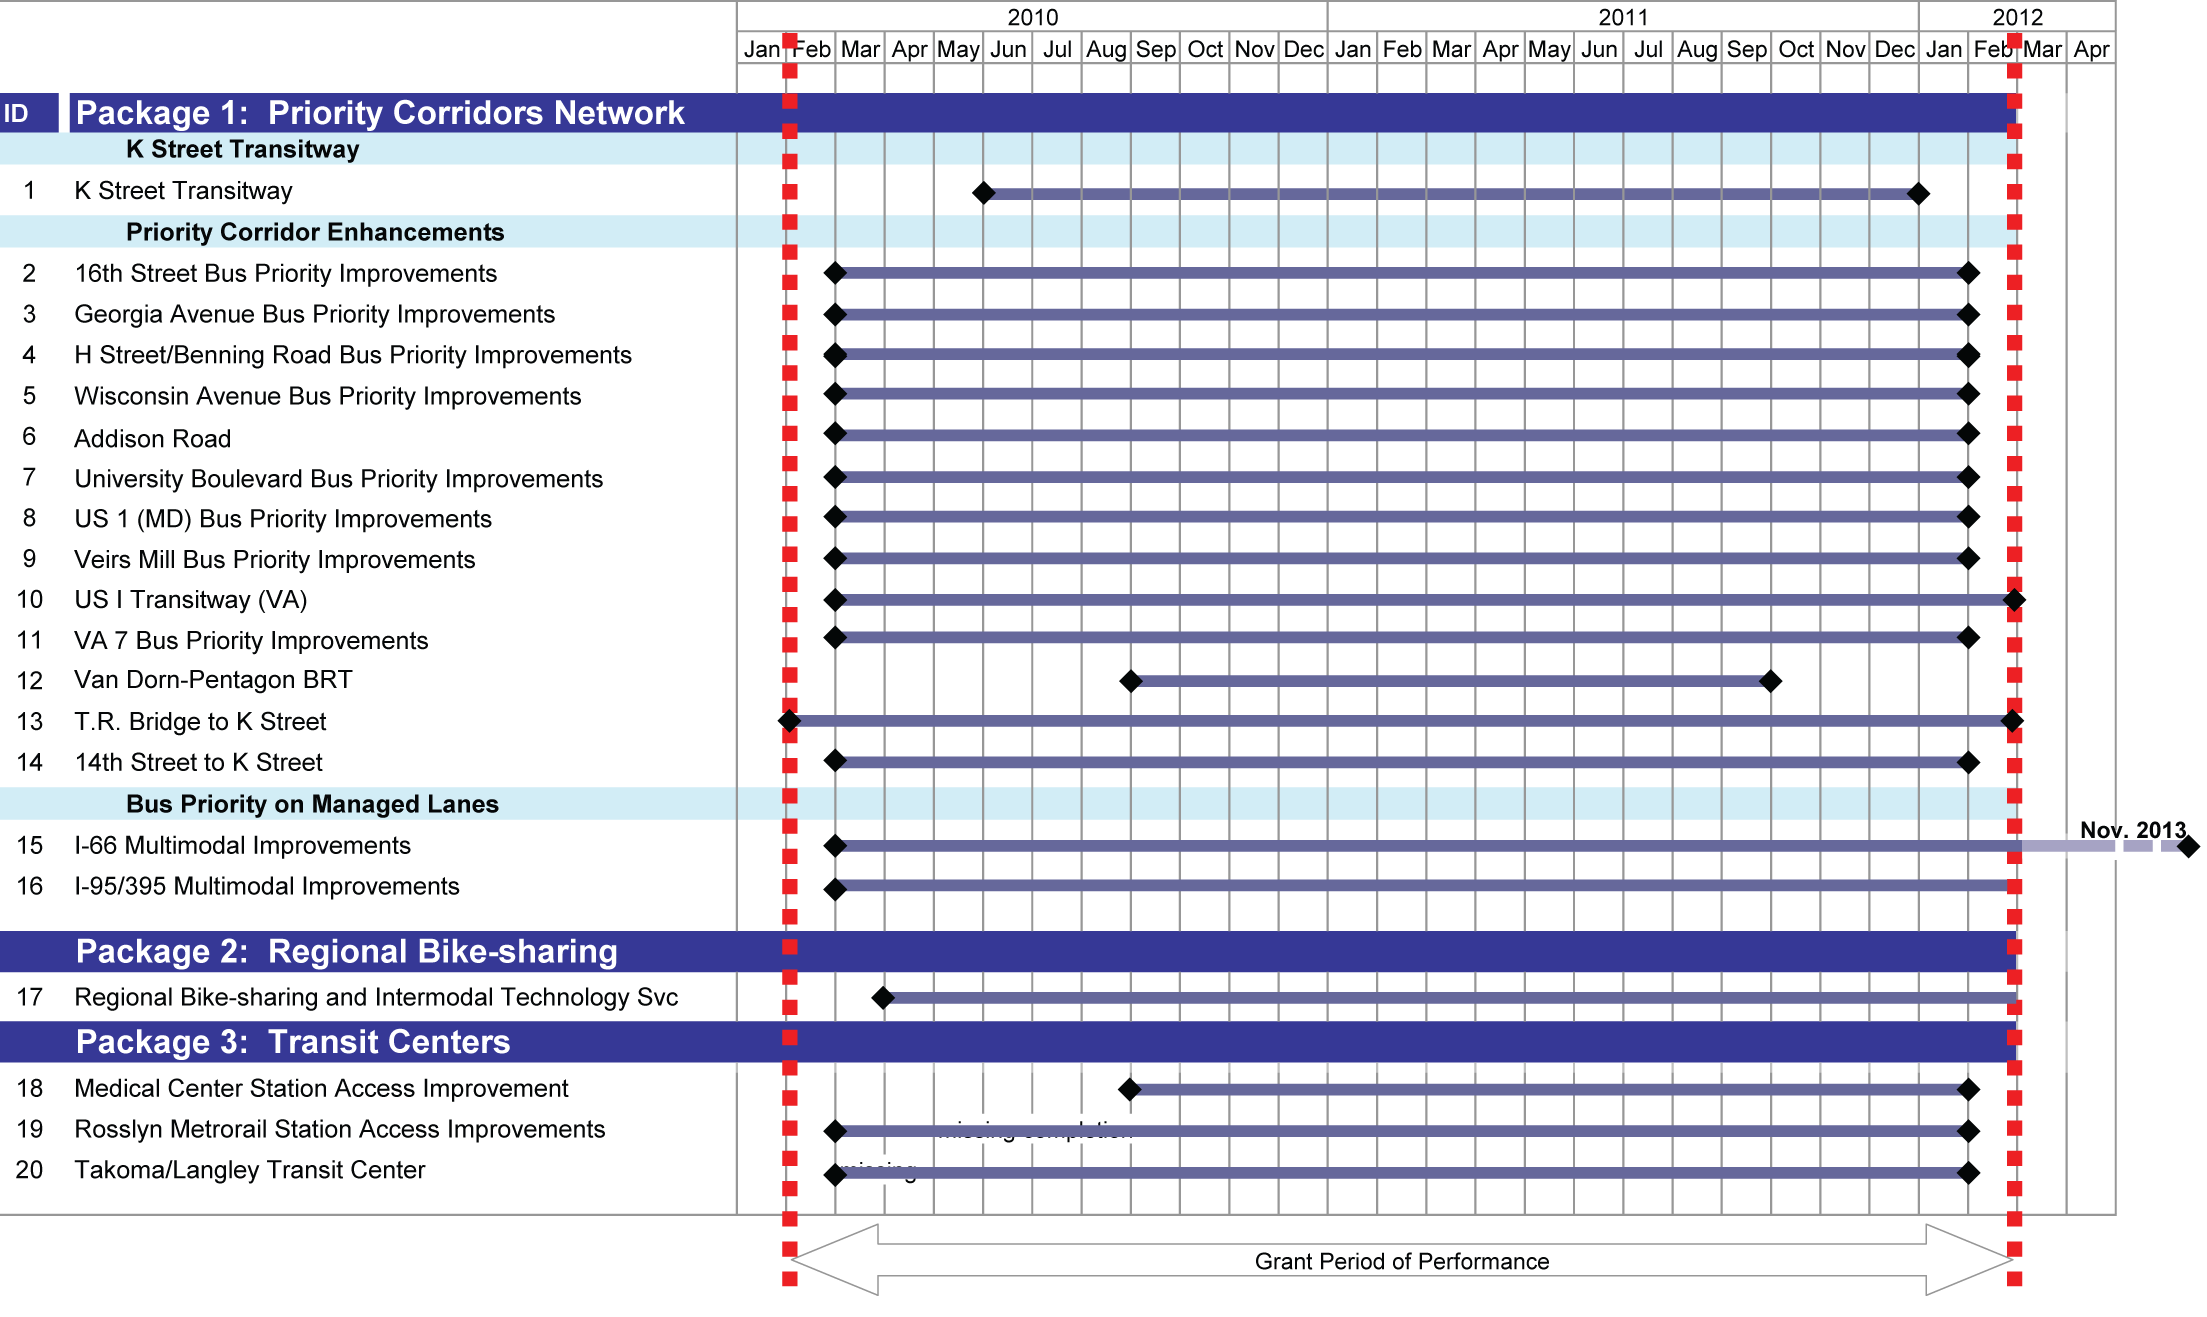 2010 2011 2012
Jan Feb Mar Apr May Jun Jul Aug Sep Oct Nov Dec Jan Feb Mar Apr May Jun Jul Aug Sep Oct Nov Dec Jan Feb Mar Apr
ID Package 1: Priority Corridors Network
K Street Transitway
1 K Street Transitway
Priority Corridor Enhancements
2 16th Street Bus Priority Improvements
3 Georgia Avenue Bus Priority Improvements
4 H Street/Benning Road Bus Priority Improvements
5 Wisconsin Avenue Bus Priority Improvements
6 Addison Road
7 University Boulevard Bus Priority Improvements
8 US 1 (MD) Bus Priority Improvements
9 Veirs Mill Bus Priority Improvements
10 US I Transitway (VA)
11 VA 7 Bus Priority Improvements
12 Van Dorn-Pentagon BRT
13 T.R. Bridge to K Street
14 14th Street to K Street
Bus Priority on Managed Lanes
Nov. 2013
15 I-66 Multimodal Improvements
16 I-95/395 Multimodal Improvements
Package 2: Regional Bike-sharing
17 Regional Bike-sharing and Intermodal Technology Svc
Package 3: Transit Centers
18 Medical Center Station Access Improvement
19 Rosslyn Metrorail Station Access Improvements missing completion
20 Takoma/Langley Transit Center missing
Grant Period of Performance